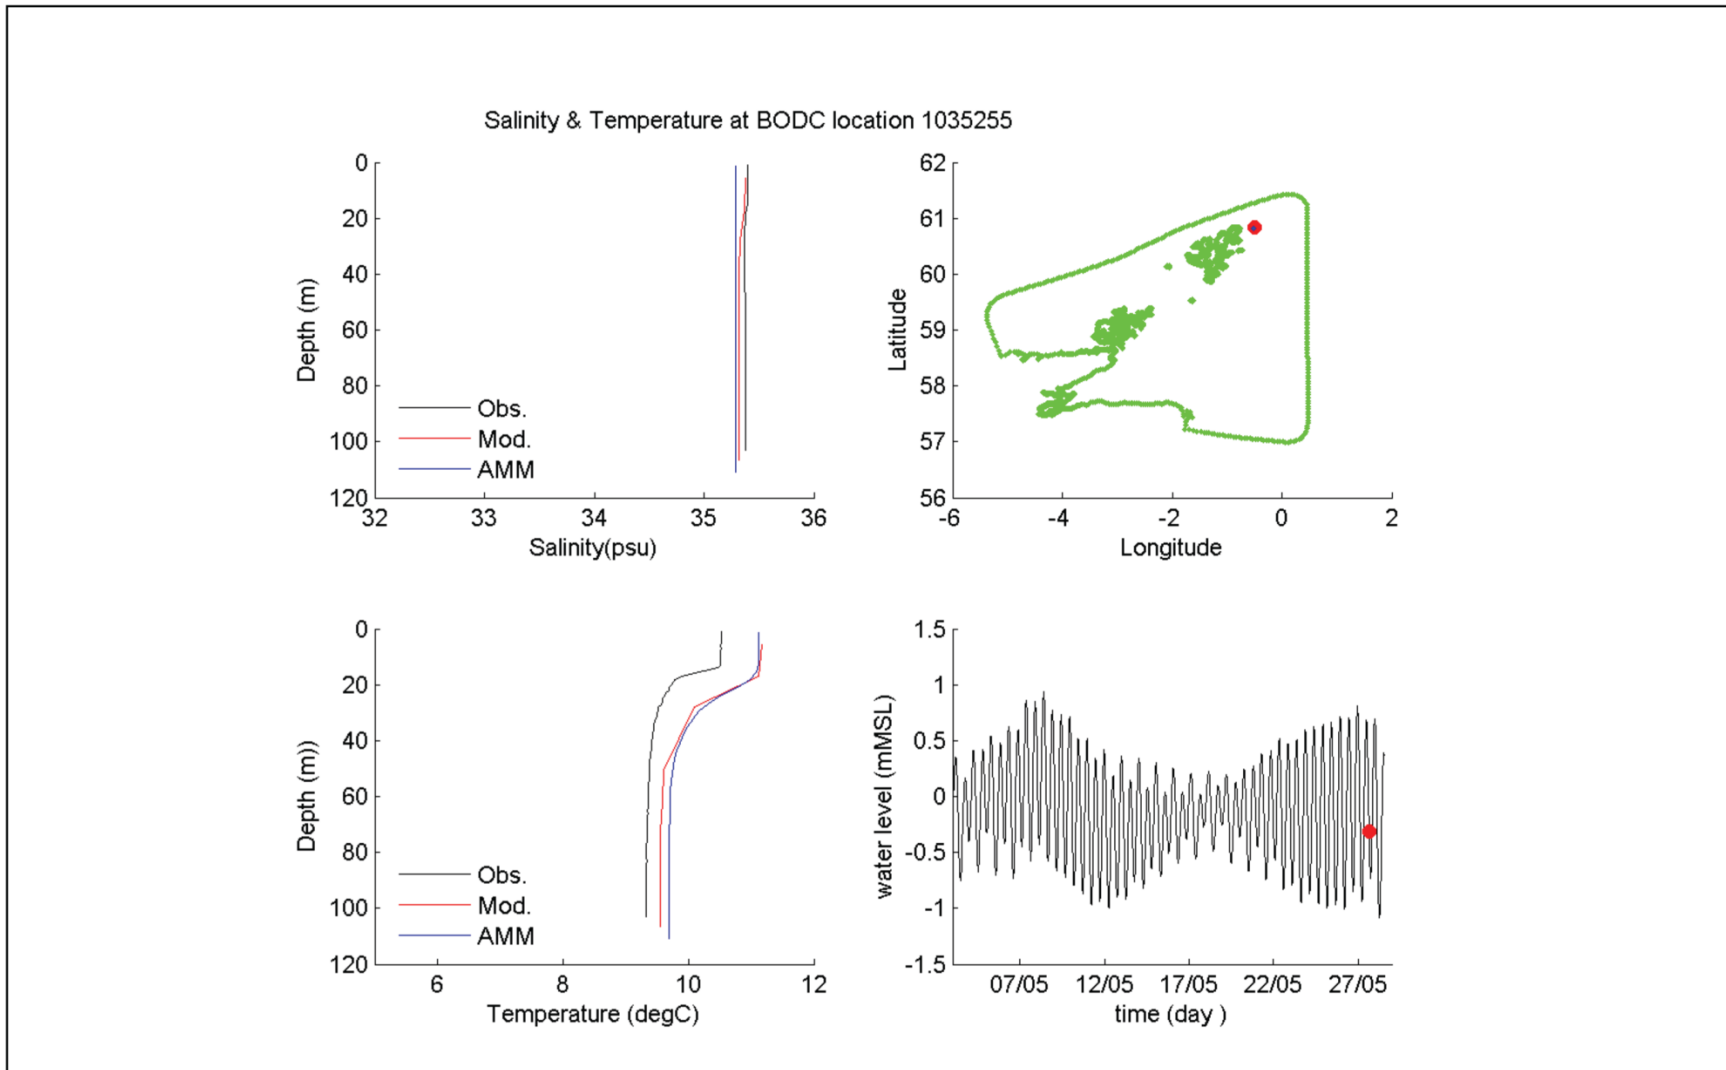 Salinity & Temperature at BODC location 1035255
0
20
40
60
80
100
120
Depth (m)
Obs.
Mod.
AMM
32 33 34 35 36
Salinity(psu)
62
61
60
59
58
57
56
Latitude
-6 -4 -2 0 2
Longitude
0
20
40
60
80
100
120
Depth (m))
Obs.
Mod.
AMM
6 8 10 12
Temperature (degC)
1.5
1
0.5
0
-0.5
-1
-1.5
water level (mMSL)
07/05 12/05 17/05 22/05 27/05
time (day )